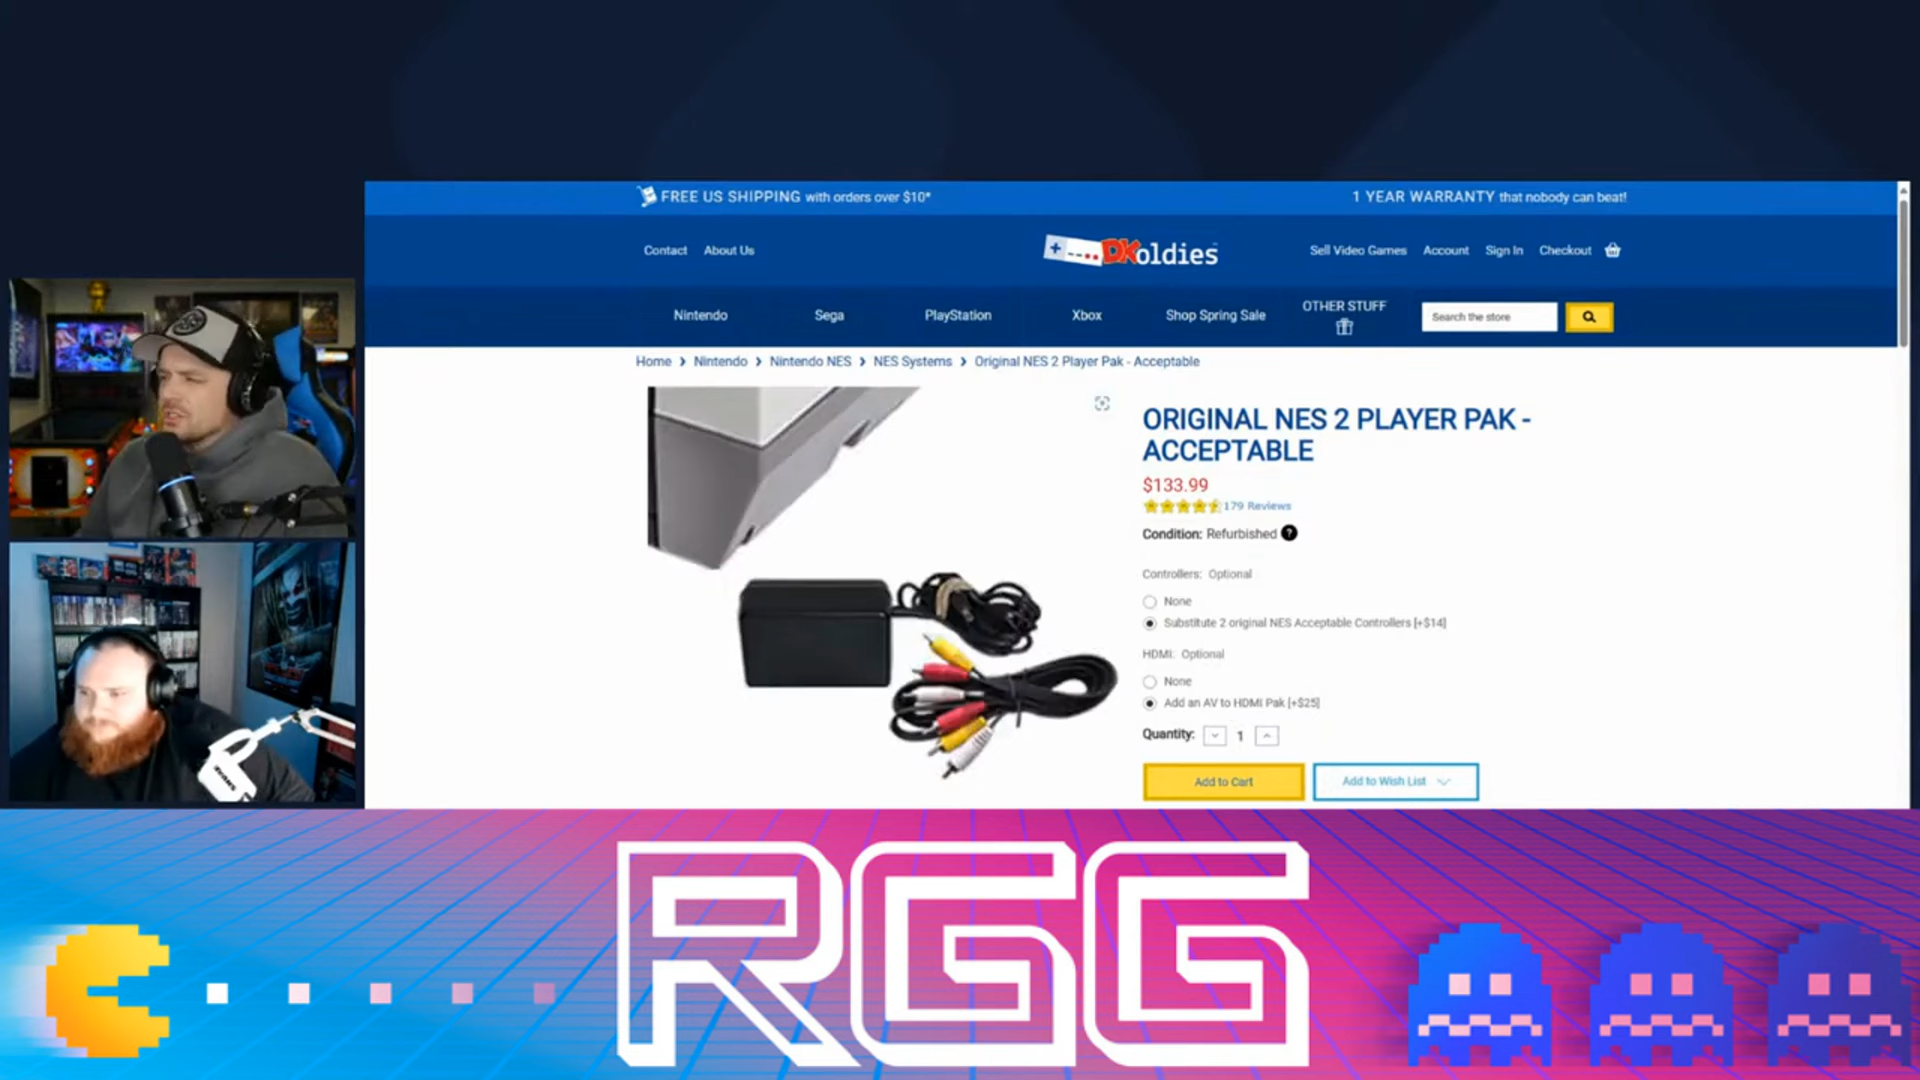 FREE US SHIPPING with orders over $10*
1 YEAR WARRANTY that nobody can beat!
Contact About Us
DKoldies
Sell Video Games Account Sign In Checkout
Nintendo Sega PlayStation Xbox Shop Spring Sale OTHER STUFF
Search the store
Home > Nintendo > Nintendo NES > NES Systems > Original NES 2 Player Pak - Acceptable
ORIGINAL NES 2 PLAYER PAK -
ACCEPTABLE
$133.99
179 Reviews
Condition: Refurbished ?
Controllers: Optional
None
Substitute 2 original NES Acceptable Controllers [+$14]
HDMI: Optional
None
Add an AV to HDMI Pak [+$25]
Quantity: 1
Add to Cart
Add to Wish List
RGG